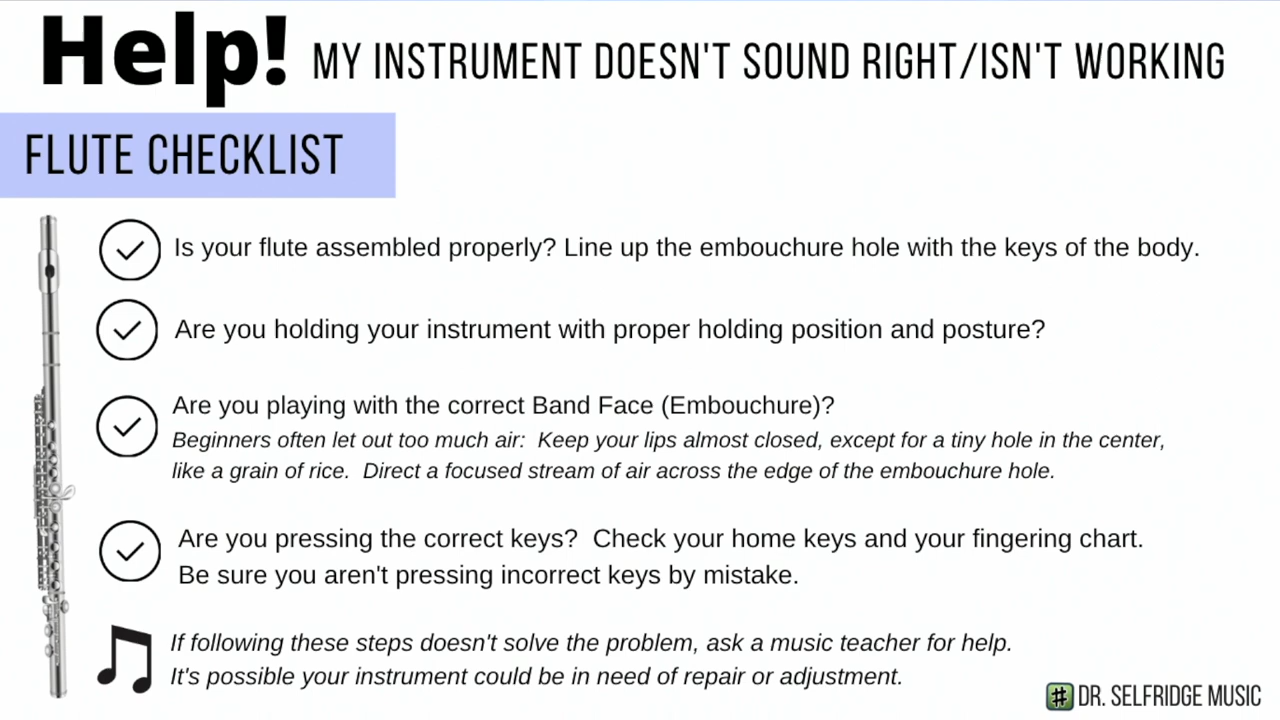 Help! MY INSTRUMENT DOESN'T SOUND RIGHT/ISN'T WORKING
FLUTE CHECKLIST
Is your flute assembled properly? Line up the embouchure hole with the keys of the body.
Are you holding your instrument with proper holding position and posture?
Are you playing with the correct Band Face (Embouchure)?
Beginners often let out too much air:  Keep your lips almost closed, except for a tiny hole in the center,
like a grain of rice.  Direct a focused stream of air across the edge of the embouchure hole.
Are you pressing the correct keys?  Check your home keys and your fingering chart.
Be sure you aren't pressing incorrect keys by mistake.
If following these steps doesn't solve the problem, ask a music teacher for help.
It's possible your instrument could be in need of repair or adjustment.
# DR. SELFRIDGE MUSIC